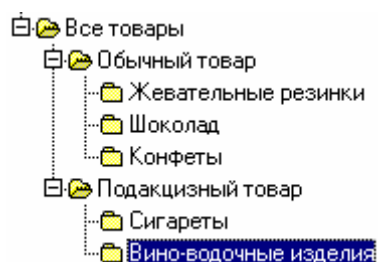 Все товары
Обычный товар
Жевательные резинки
Шоколад
Конфеты
Подакцизный товар
Сигареты
Вино-водочные изделия